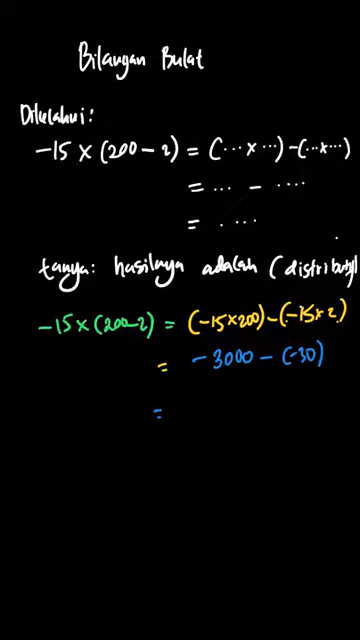 Bilangan Bulat
Diketahui:
-15 × (200 - 2) = (... × ...) - (... × ...)
= ... - ....
= ....
tanya: hasilnya adalah (distributif
-15 × (200-2) = (-15 × 200) - (-15 × 2)
= -3000 - (-30)
=